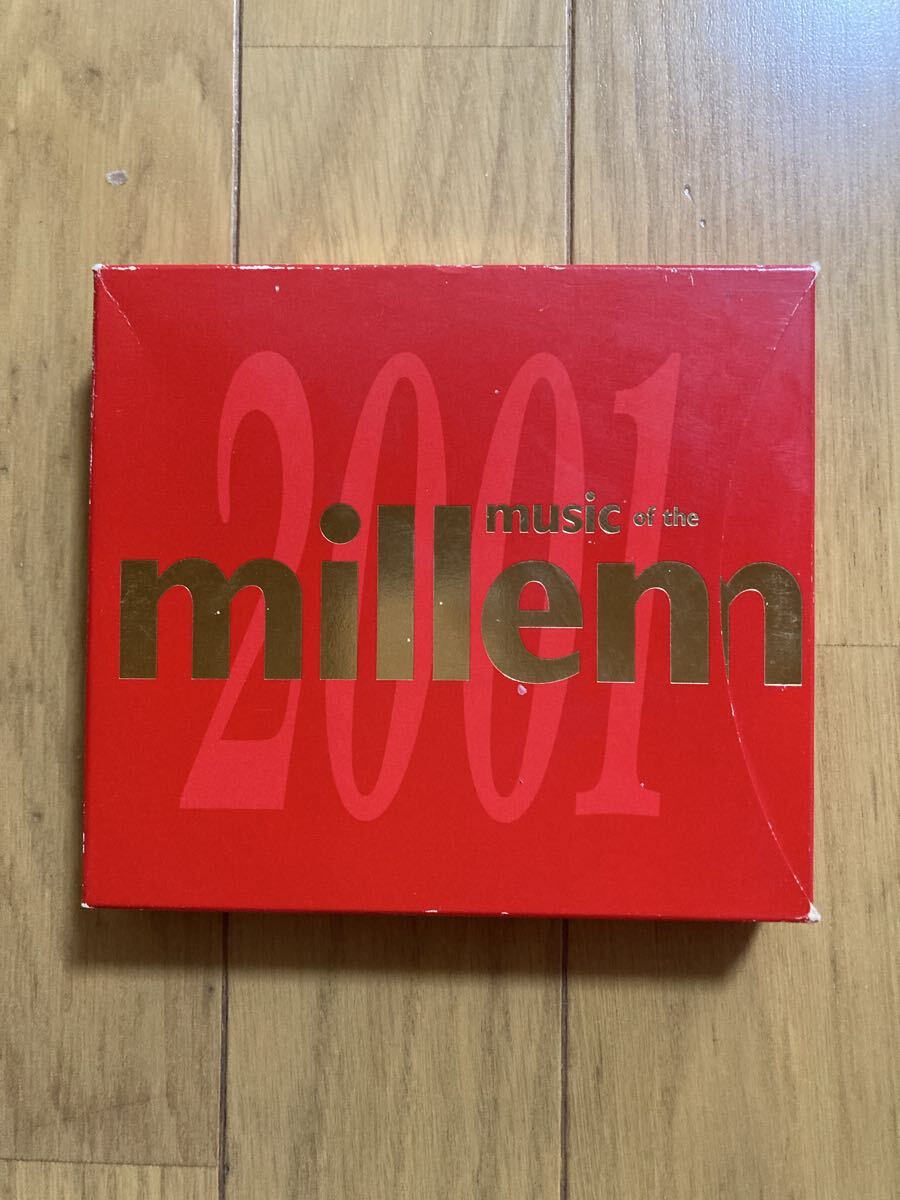 2001
music of the
millenn